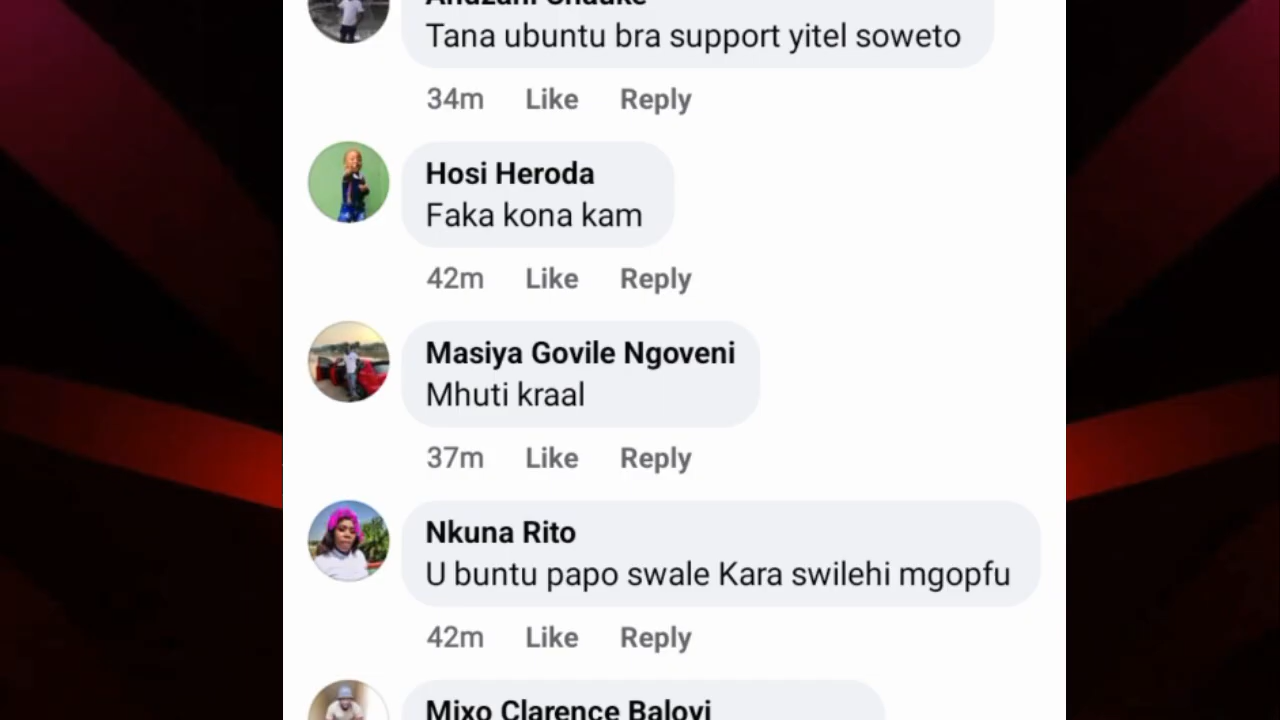 Tana ubuntu bra support yitel soweto
34m Like Reply
Hosi Heroda
Faka kona kam
42m Like Reply
Masiya Govile Ngoveni
Mhuti kraal
37m Like Reply
Nkuna Rito
U buntu papo swale Kara swilehi mgopfu
42m Like Reply
Mixo Clarence Baloyi